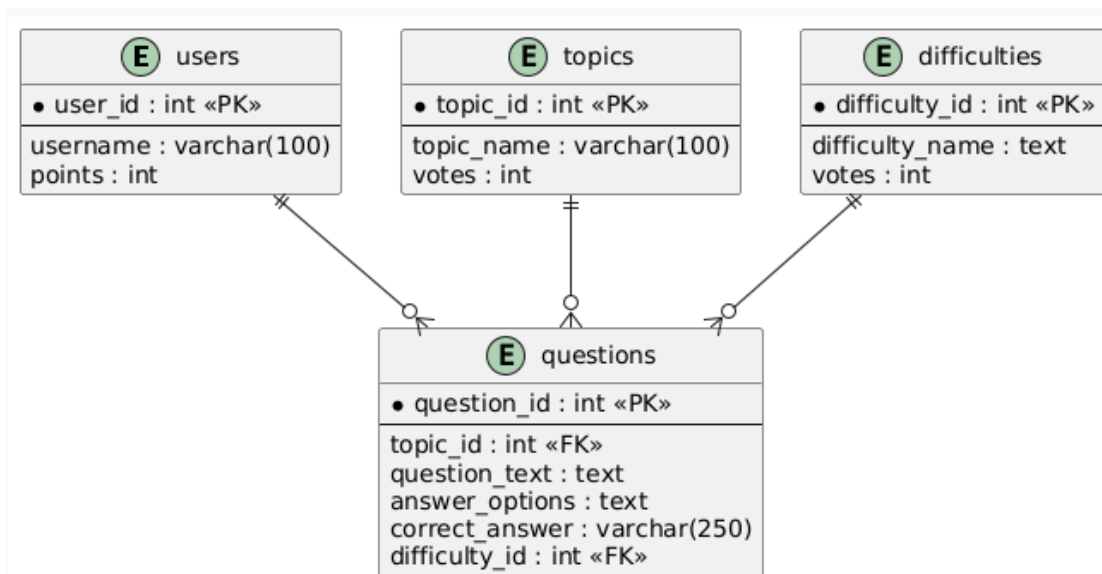 E users
• user_id : int «PK»
username : varchar(100)
points : int
E topics
• topic_id : int «PK»
topic_name : varchar(100)
votes : int
E difficulties
• difficulty_id : int «PK»
difficulty_name : text
votes : int
E questions
• question_id : int «PK»
topic_id : int «FK»
question_text : text
answer_options : text
correct_answer : varchar(250)
difficulty_id : int «FK»